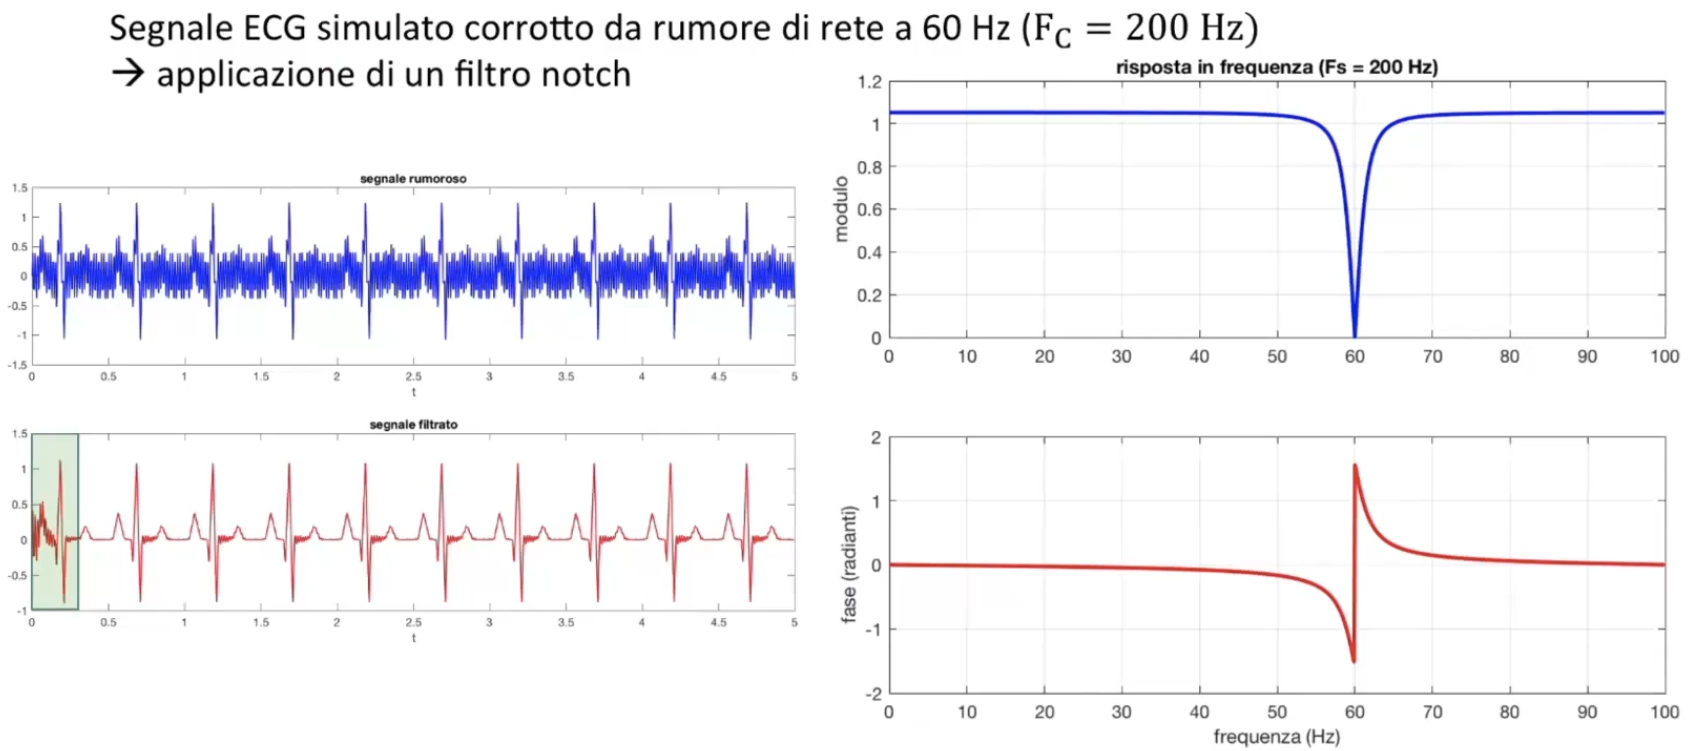 Segnale ECG simulato corrotto da rumore di rete a 60 Hz (F_C = 200 Hz)
→ applicazione di un filtro notch
segnale rumoroso
1.5
1
0.5
0
-0.5
-1
-1.5
0 0.5 1 1.5 2 2.5 3 3.5 4 4.5 5
t
segnale filtrato
1.5
1
0.5
0
-0.5
-1
0 0.5 1 1.5 2 2.5 3 3.5 4 4.5 5
t
risposta in frequenza (Fs = 200 Hz)
1.2
1
0.8
0.6
0.4
0.2
0
modulo
0 10 20 30 40 50 60 70 80 90 100
2
1
0
-1
-2
fase (radianti)
0 10 20 30 40 50 60 70 80 90 100
frequenza (Hz)